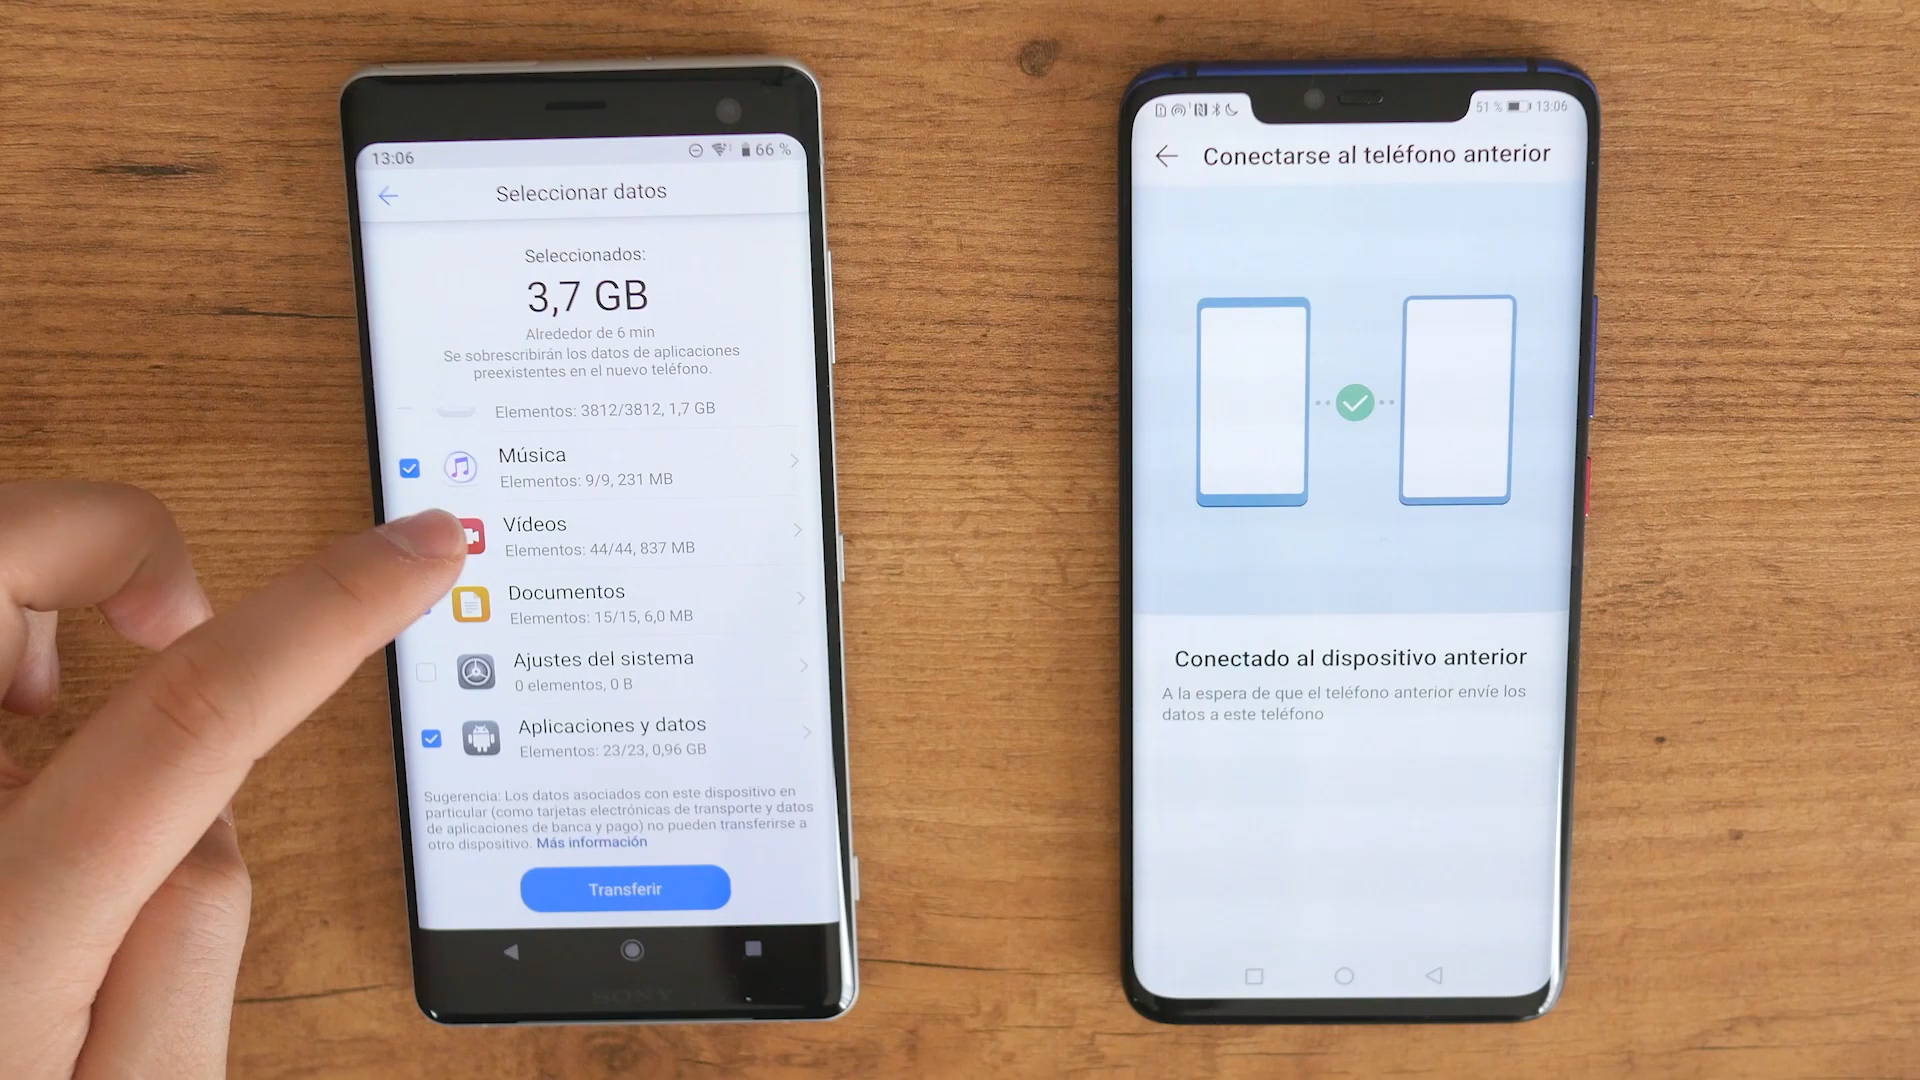 13:06
66 %
Seleccionar datos
Seleccionados:
3,7 GB
Alrededor de 6 min
Se sobrescribirán los datos de aplicaciones
preexistentes en el nuevo teléfono.
Elementos: 3812/3812, 1,7 GB
Música
Elementos: 9/9, 231 MB
Vídeos
Elementos: 44/44, 837 MB
Documentos
Elementos: 15/15, 6,0 MB
Ajustes del sistema
0 elementos, 0 B
Aplicaciones y datos
Elementos: 23/23, 0,96 GB
Sugerencia: Los datos asociados con este dispositivo en
particular (como tarjetas electrónicas de transporte y datos
de aplicaciones de banca y pago) no pueden transferirse a
otro dispositivo. Más información
Transferir
SONY
51 % 13:06
Conectarse al teléfono anterior
Conectado al dispositivo anterior
A la espera de que el teléfono anterior envíe los
datos a este teléfono